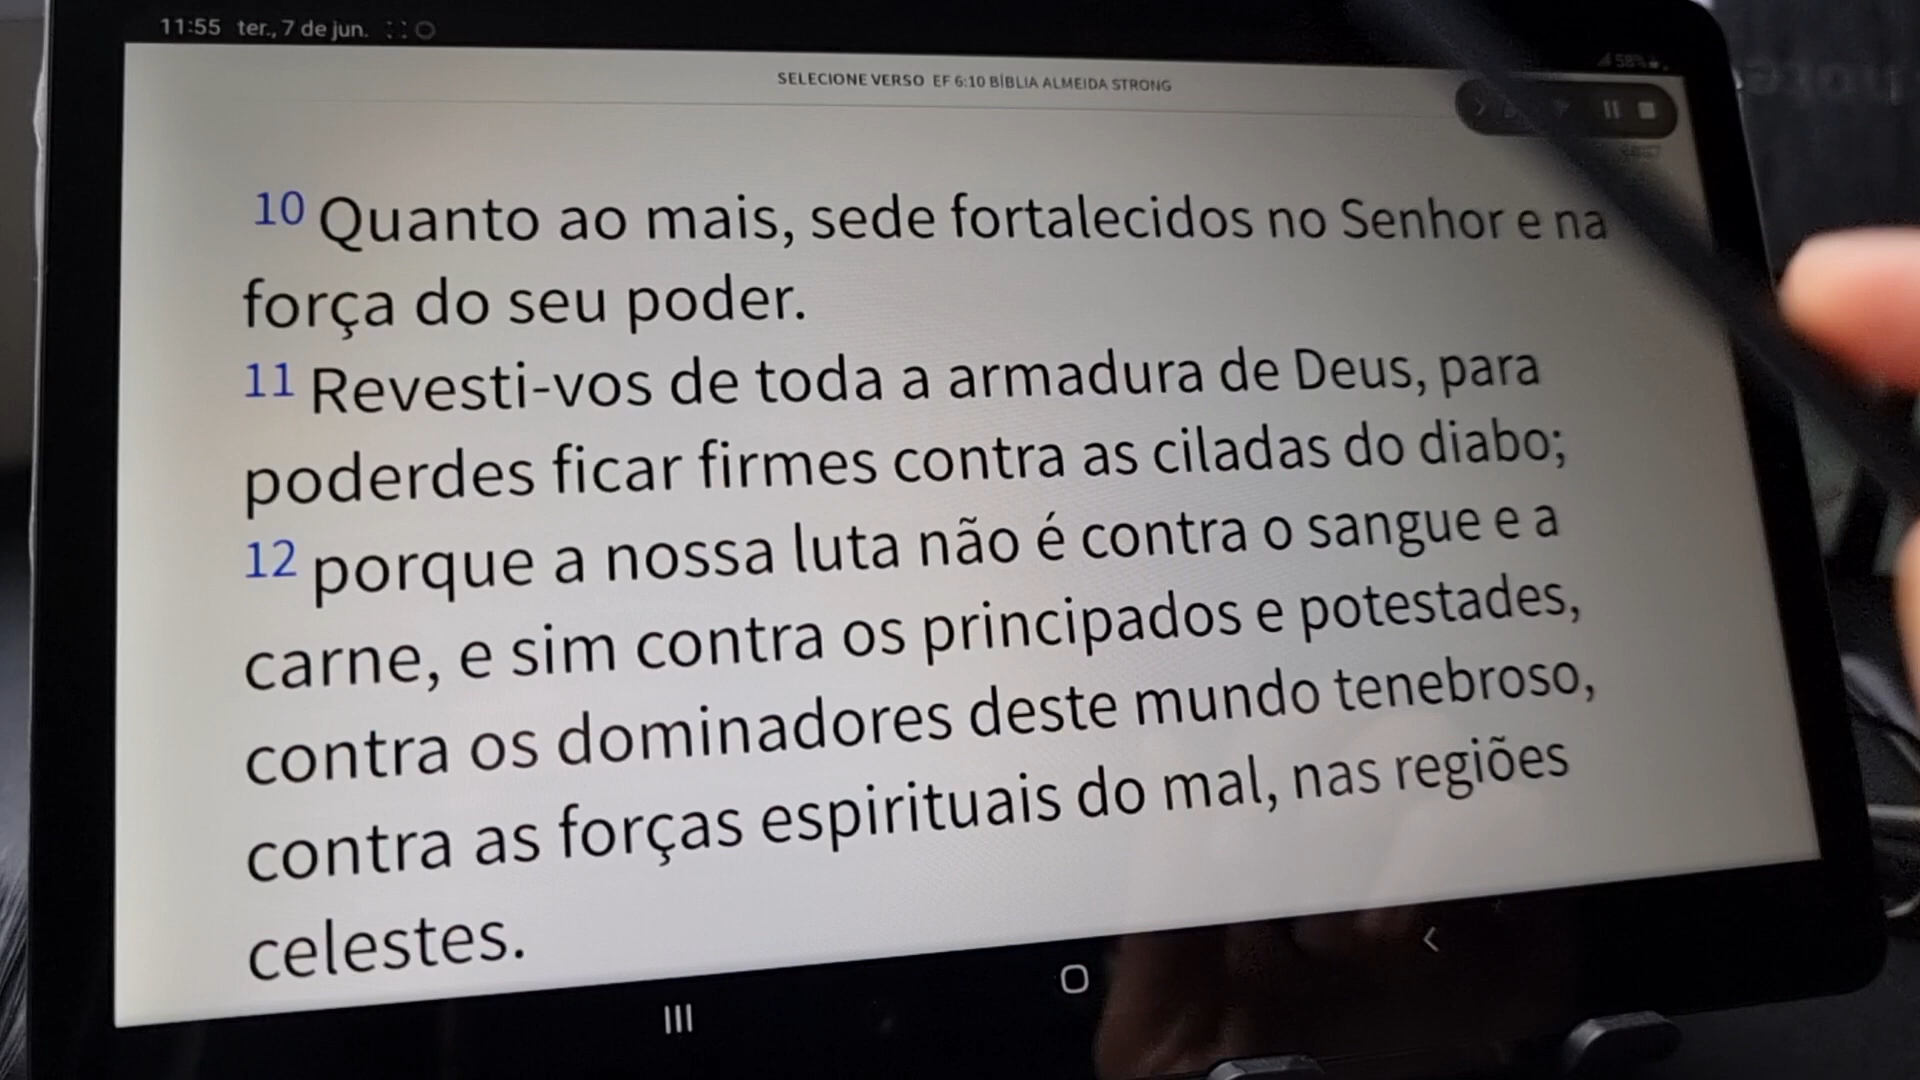 11:55 ter., 7 de jun.
58%
SELECIONE VERSO EF 6:10 BÍBLIA ALMEIDA STRONG
10 Quanto ao mais, sede fortalecidos no Senhor e na
força do seu poder.
11 Revesti-vos de toda a armadura de Deus, para
poderdes ficar firmes contra as ciladas do diabo;
12 porque a nossa luta não é contra o sangue e a
carne, e sim contra os principados e potestades,
contra os dominadores deste mundo tenebroso,
contra as forças espirituais do mal, nas regiões
celestes.